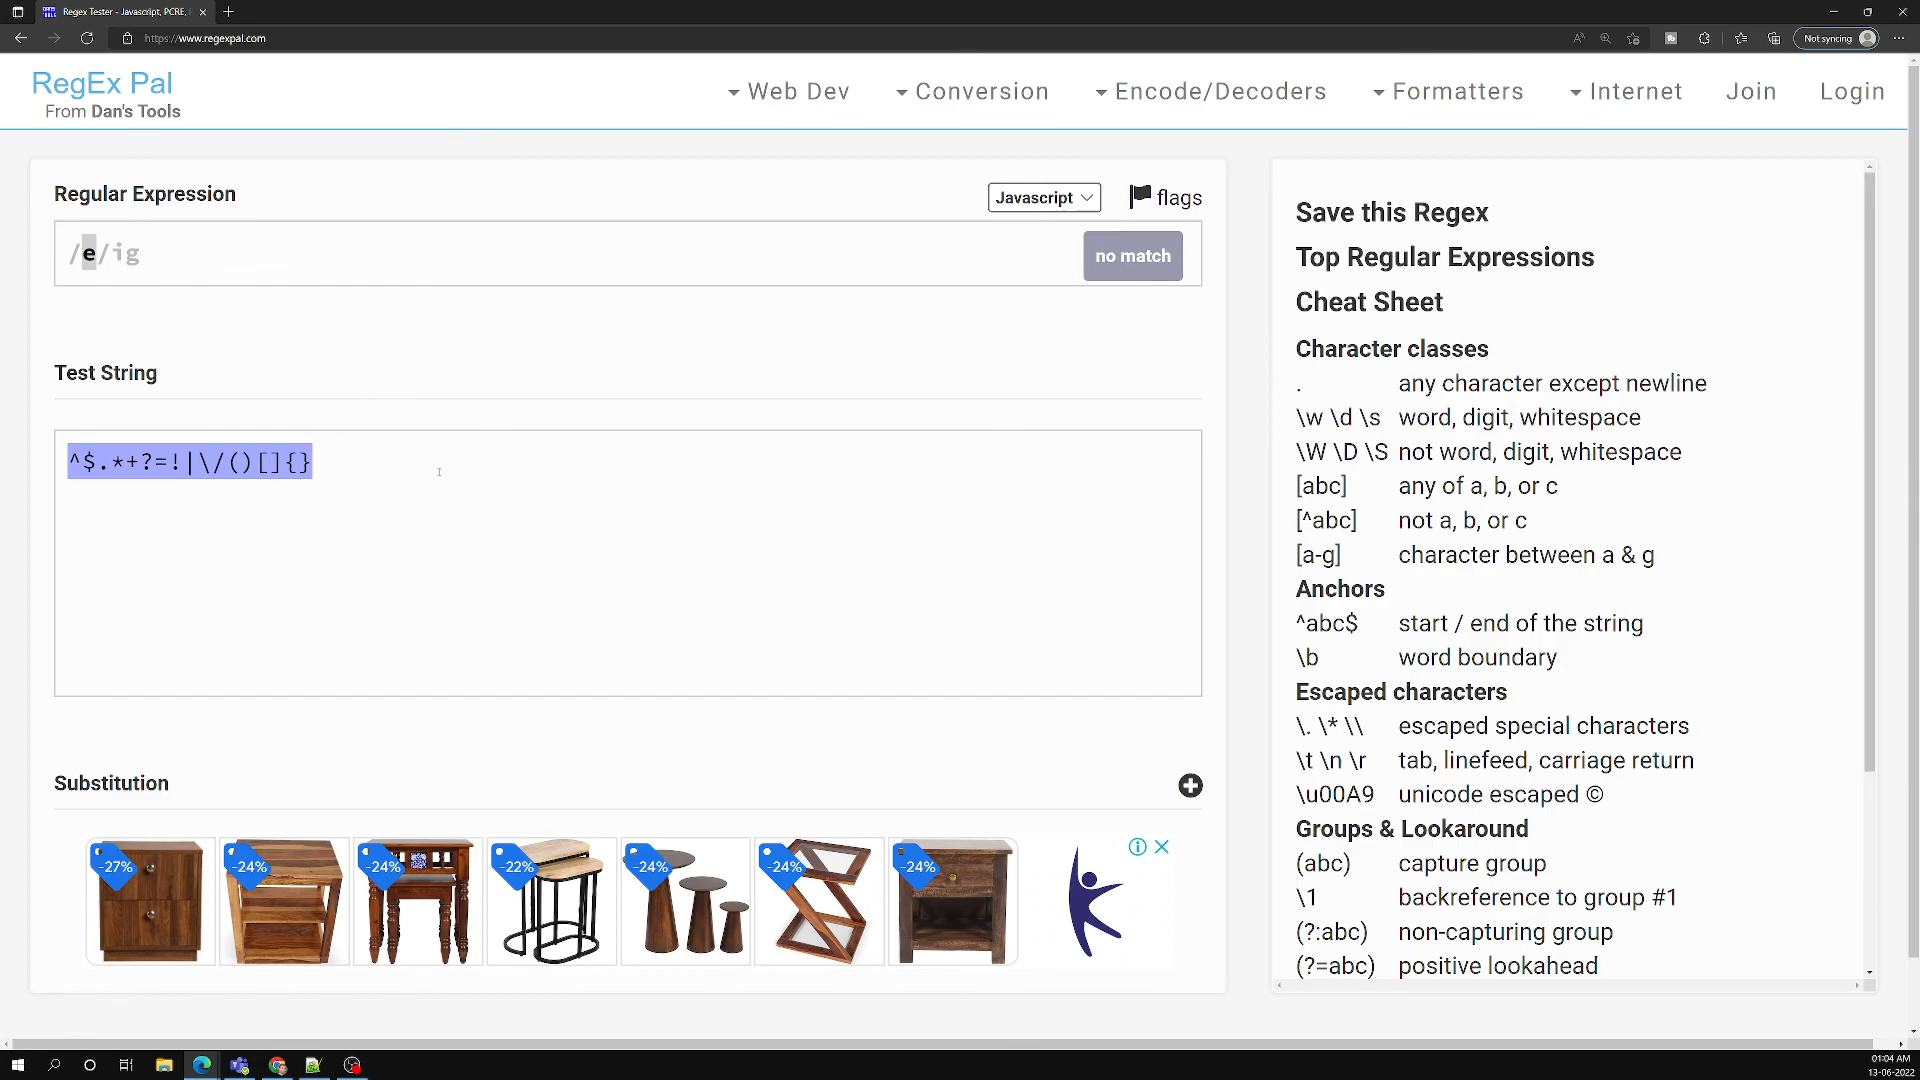 Regex Tester - Javascript, PCRE,
https://www.regexpal.com
Not syncing
RegEx Pal
From Dan's Tools
Web Dev
Conversion
Encode/Decoders
Formatters
Internet
Join
Login
Regular Expression
Javascript
flags
/e/ig
no match
Test String
^$.*+?=!|\/()[]{}
Substitution
-27%
-24%
-24%
-22%
-24%
-24%
-24%
Save this Regex
Top Regular Expressions
Cheat Sheet
Character classes
. any character except newline
\w \d \s word, digit, whitespace
\W \D \S not word, digit, whitespace
[abc] any of a, b, or c
[^abc] not a, b, or c
[a-g] character between a & g
Anchors
^abc$ start / end of the string
\b word boundary
Escaped characters
\. \* \\ escaped special characters
\t \n \r tab, linefeed, carriage return
\u00A9 unicode escaped ©
Groups & Lookaround
(abc) capture group
\1 backreference to group #1
(?:abc) non-capturing group
(?=abc) positive lookahead
01:04 AM
13-06-2022